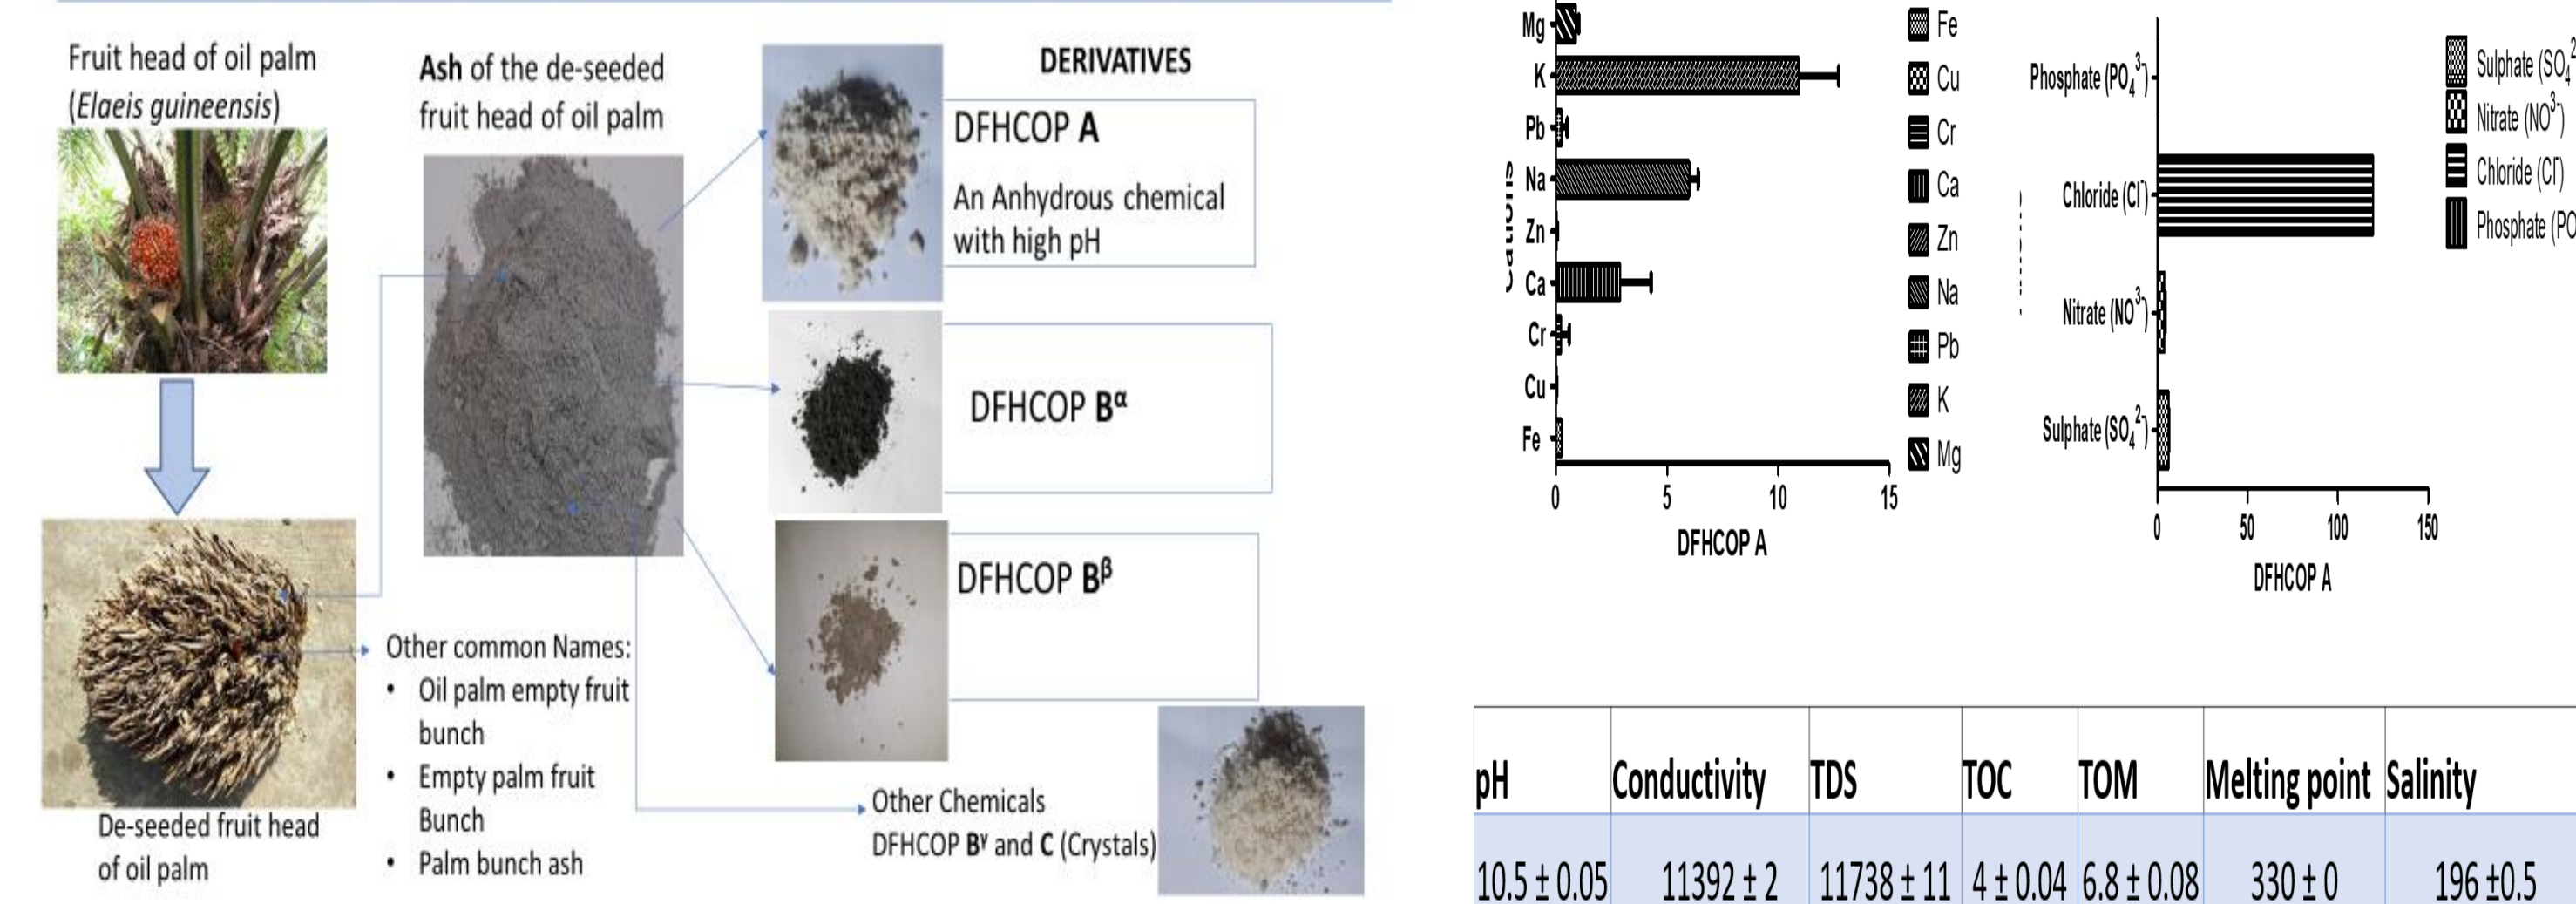 Fruit head of oil palm
(Elaeis guineensis)
De-seeded fruit head
of oil palm
Ash of the de-seeded
fruit head of oil palm
Other common Names:
• Oil palm empty fruit
bunch
• Empty palm fruit
Bunch
• Palm bunch ash
DERIVATIVES
DFHCOP A
An Anhydrous chemical
with high pH
DFHCOP Bα
DFHCOP Bβ
Other Chemicals
DFHCOP Bγ and C (Crystals)
Cations
Mg
K
Pb
Na
Zn
Ca
Cr
Cu
Fe
0 5 10 15
DFHCOP A
Fe
Cu
Cr
Ca
Zn
Na
Pb
K
Mg
Phosphate (PO4 3-)
Chloride (Cl-)
Nitrate (NO3-)
Sulphate (SO4 2-)
0 50 100 150
DFHCOP A
Sulphate (SO4 2
Nitrate (NO3-)
Chloride (Cl-)
Phosphate (PO
pH Conductivity TDS TOC TOM Melting point Salinity
10.5 ± 0.05 11392 ± 2 11738 ± 11 4 ± 0.04 6.8 ± 0.08 330 ± 0 196 ±0.5